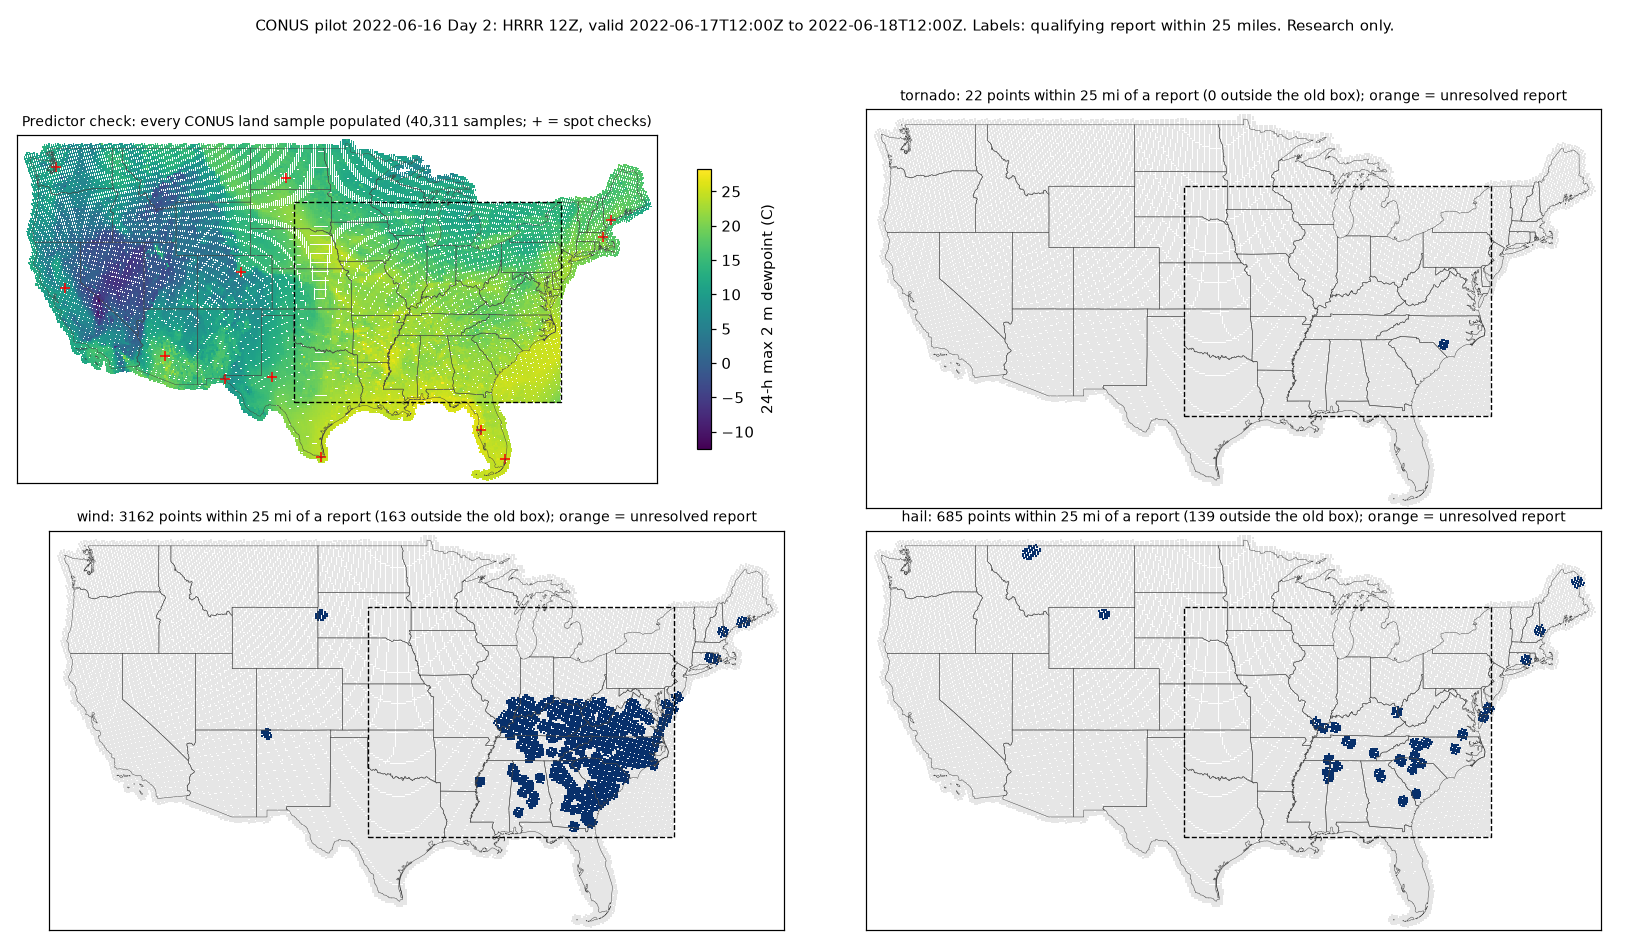 CONUS pilot 2022-06-16 Day 2: HRRR 12Z, valid 2022-06-17T12:00Z to 2022-06-18T12:00Z. Labels: qualifying report within 25 miles. Research only.
Predictor check: every CONUS land sample populated (40,311 samples; + = spot checks)
25
20
15
10
5
0
−5
−10
24-h max 2 m dewpoint (C)
tornado: 22 points within 25 mi of a report (0 outside the old box); orange = unresolved report
wind: 3162 points within 25 mi of a report (163 outside the old box); orange = unresolved report
hail: 685 points within 25 mi of a report (139 outside the old box); orange = unresolved report